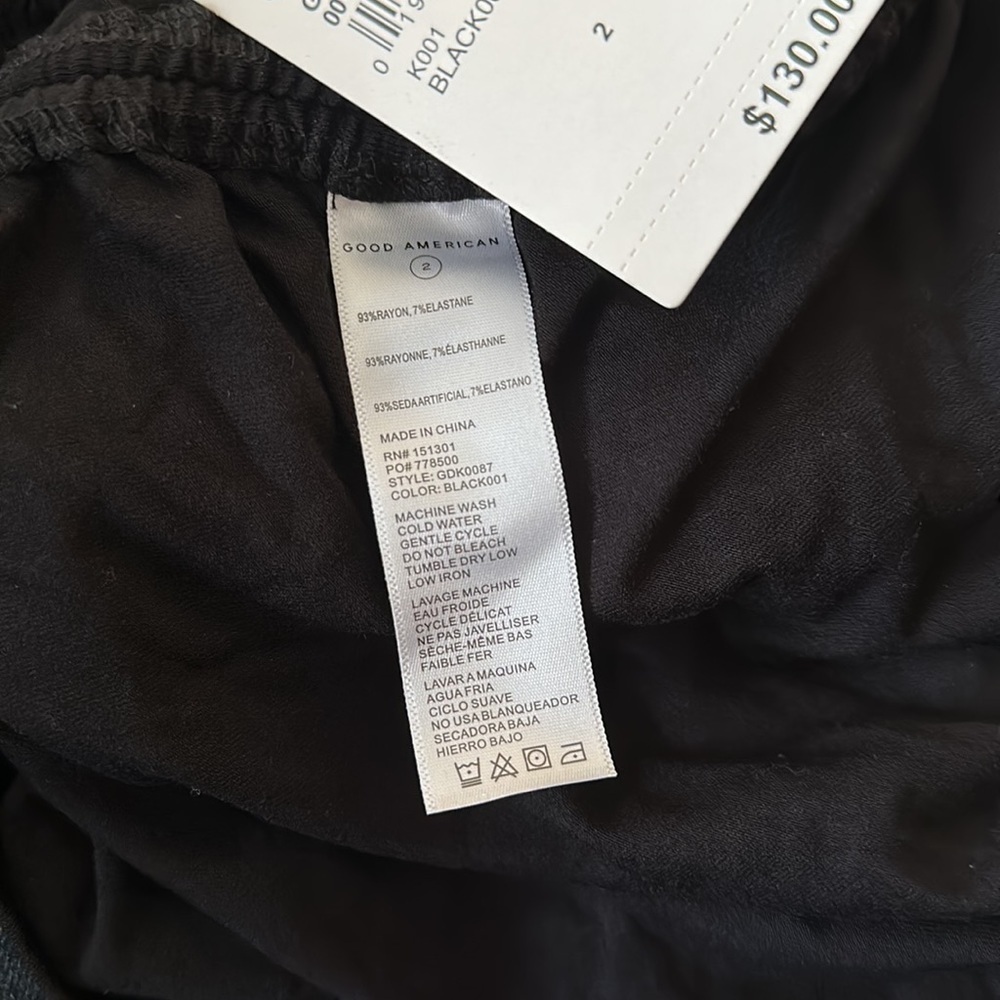 00
0
19
K001
BLACK00
2
$130.00
GOOD AMERICAN
2
93%RAYON, 7%ELASTANE
93%RAYONNE, 7%ÉLASTHANNE
93%SEDAARTIFICIAL, 7%ELASTANO
MADE IN CHINA
RN# 151301
PO# 778500
STYLE: GDK0087
COLOR: BLACK001
MACHINE WASH
COLD WATER
GENTLE CYCLE
DO NOT BLEACH
TUMBLE DRY LOW
LOW IRON
LAVAGE MACHINE
EAU FROIDE
CYCLE DÉLICAT
NE PAS JAVELLISER
SÈCHE-MÊME BAS
FAIBLE FER
LAVAR A MAQUINA
AGUA FRIA
CICLO SUAVE
NO USA BLANQUEADOR
SECADORA BAJA
HIERRO BAJO